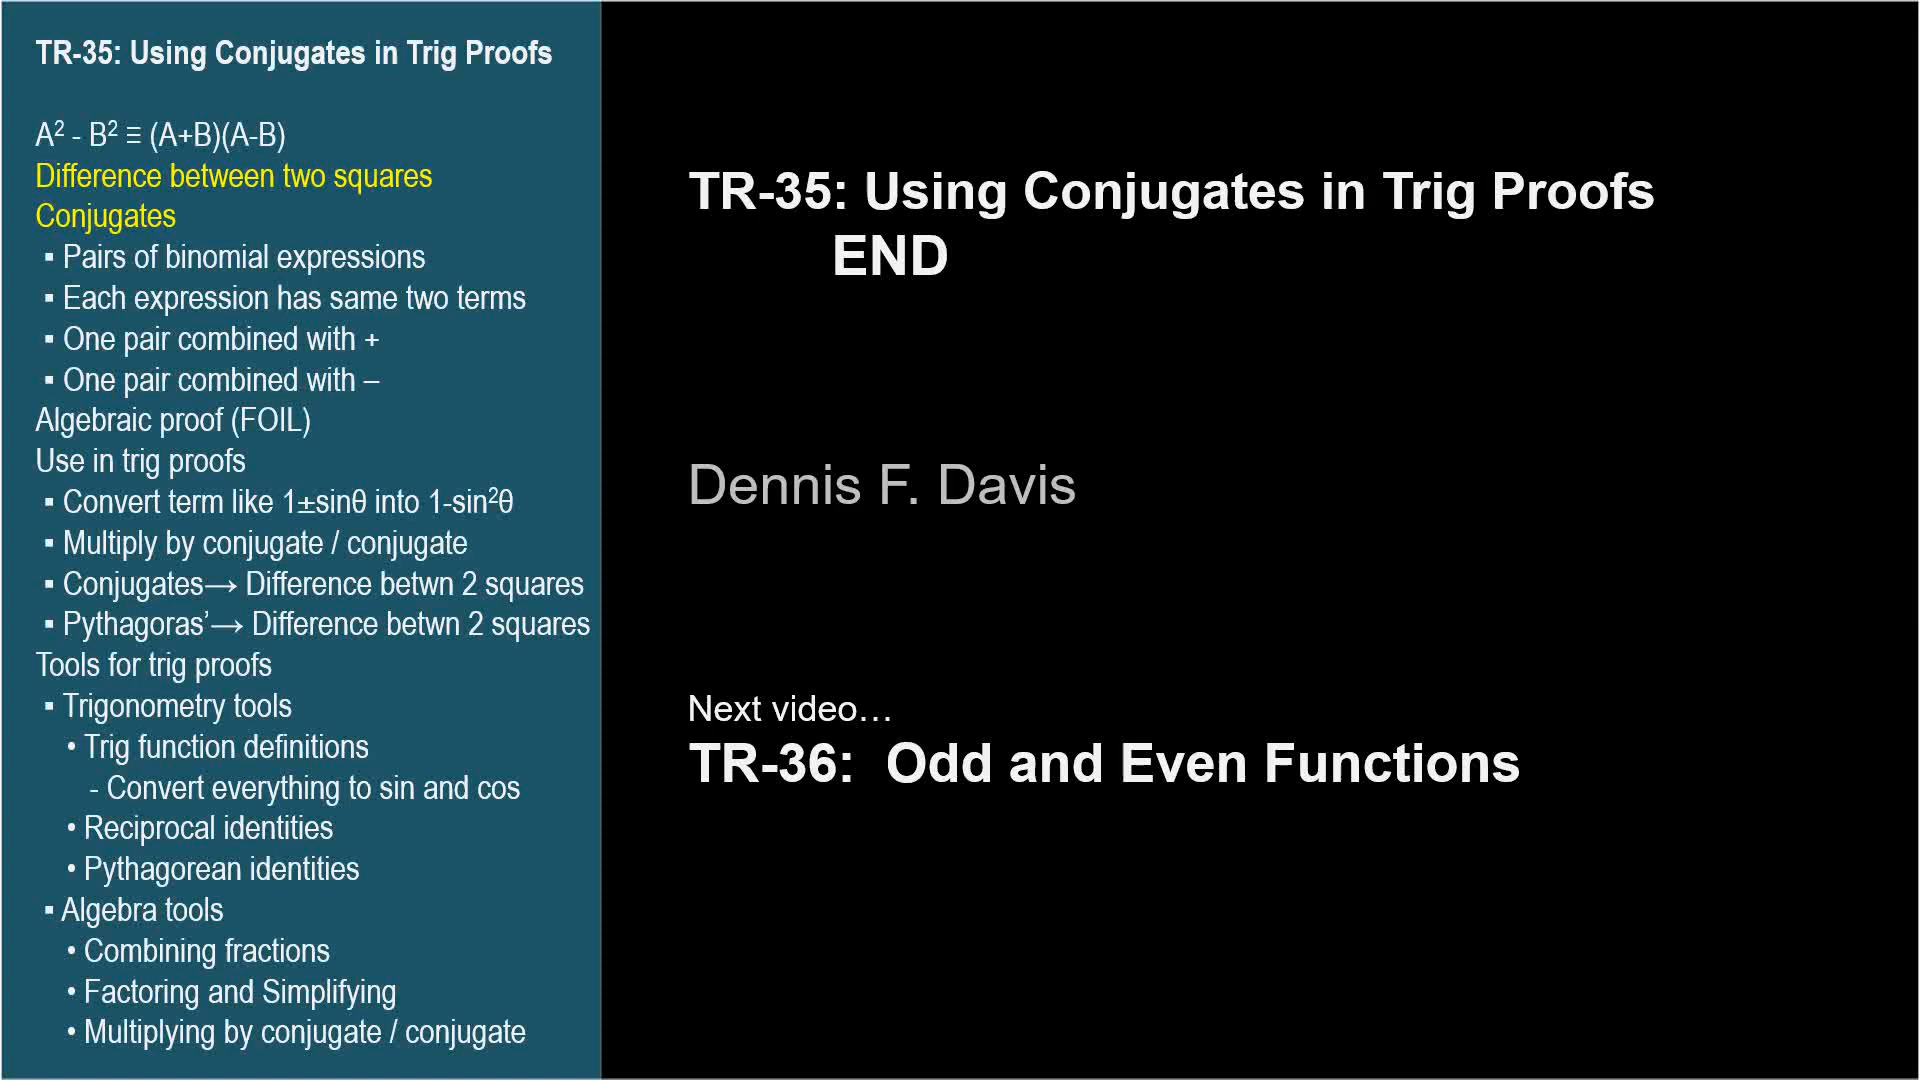 TR-35: Using Conjugates in Trig Proofs
A² - B² ≡ (A+B)(A-B)
Difference between two squares
Conjugates
▪ Pairs of binomial expressions
▪ Each expression has same two terms
▪ One pair combined with +
▪ One pair combined with –
Algebraic proof (FOIL)
Use in trig proofs
▪ Convert term like 1±sinθ into 1-sin²θ
▪ Multiply by conjugate / conjugate
▪ Conjugates→ Difference betwn 2 squares
▪ Pythagoras’→ Difference betwn 2 squares
Tools for trig proofs
▪ Trigonometry tools
• Trig function definitions
- Convert everything to sin and cos
• Reciprocal identities
• Pythagorean identities
▪ Algebra tools
• Combining fractions
• Factoring and Simplifying
• Multiplying by conjugate / conjugate
TR-35: Using Conjugates in Trig Proofs
END
Dennis F. Davis
Next video…
TR-36: Odd and Even Functions